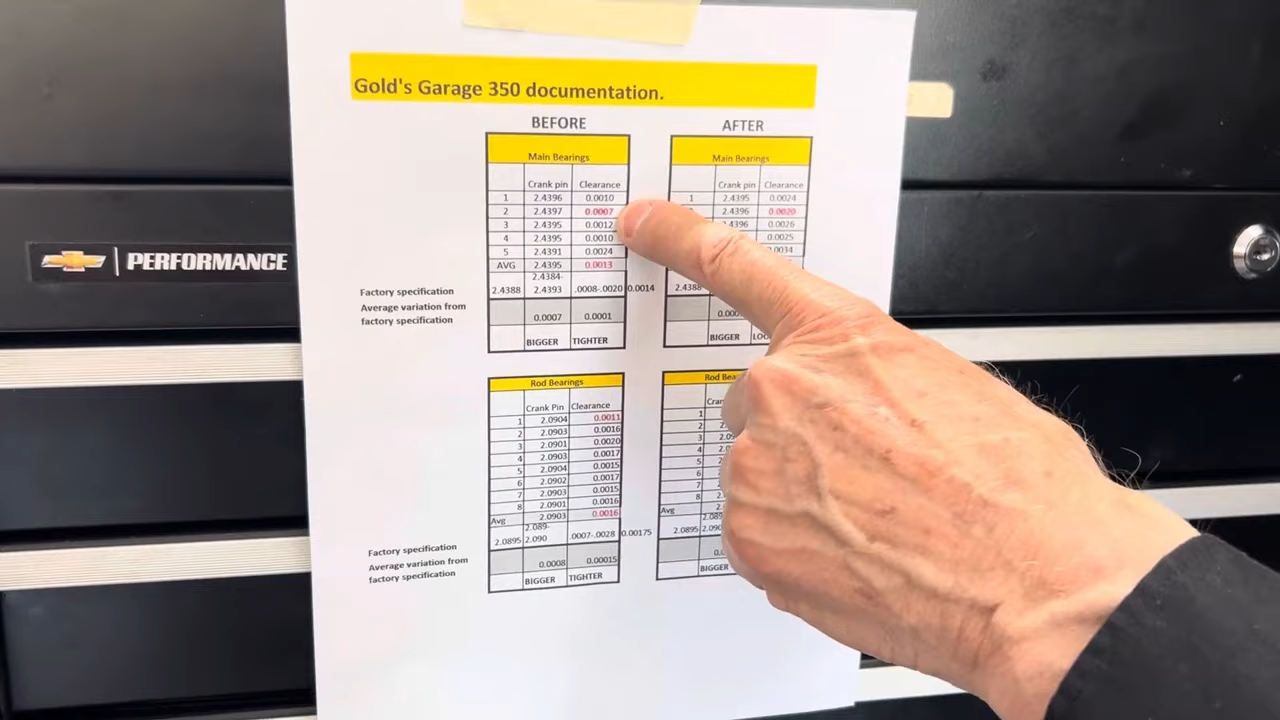 Gold's Garage 350 documentation.
BEFORE AFTER
Main Bearings Main Bearings
Crank pin Clearance Crank pin Clearance
1 2.4396 0.0010 1 2.4395 0.0024
2 2.4397 0.0007 2.4396 0.0020
3 2.4395 0.0012 2.4396 0.0026
4 2.4395 0.0010 0.0025
5 2.4391 0.0024 0.0034
AVG 2.4395 0.0013
2.4384-
Factory specification 2.4388 2.4393 .0008-.0020 0.0014 2.4388
Average variation from
factory specification 0.0007 0.0001
BIGGER TIGHTER BIGGER
PERFORMANCE
Rod Bearings Rod
Crank Pin Clearance
1 2.0904 0.0011 1
2 2.0903 0.0016 2
3 2.0901 0.0020 3
4 2.0903 0.0017 4
5 2.0904 0.0015 5
6 2.0902 0.0017 6
7 2.0903 0.0015 7
8 2.0901 0.0016 8
Avg 2.0903 0.0016 Avg
2.089-
Factory specification 2.0895 2.090 .0007-.0028 0.00175 2.0895
Average variation from
factory specification 0.0008 0.00015
BIGGER TIGHTER BIGGER